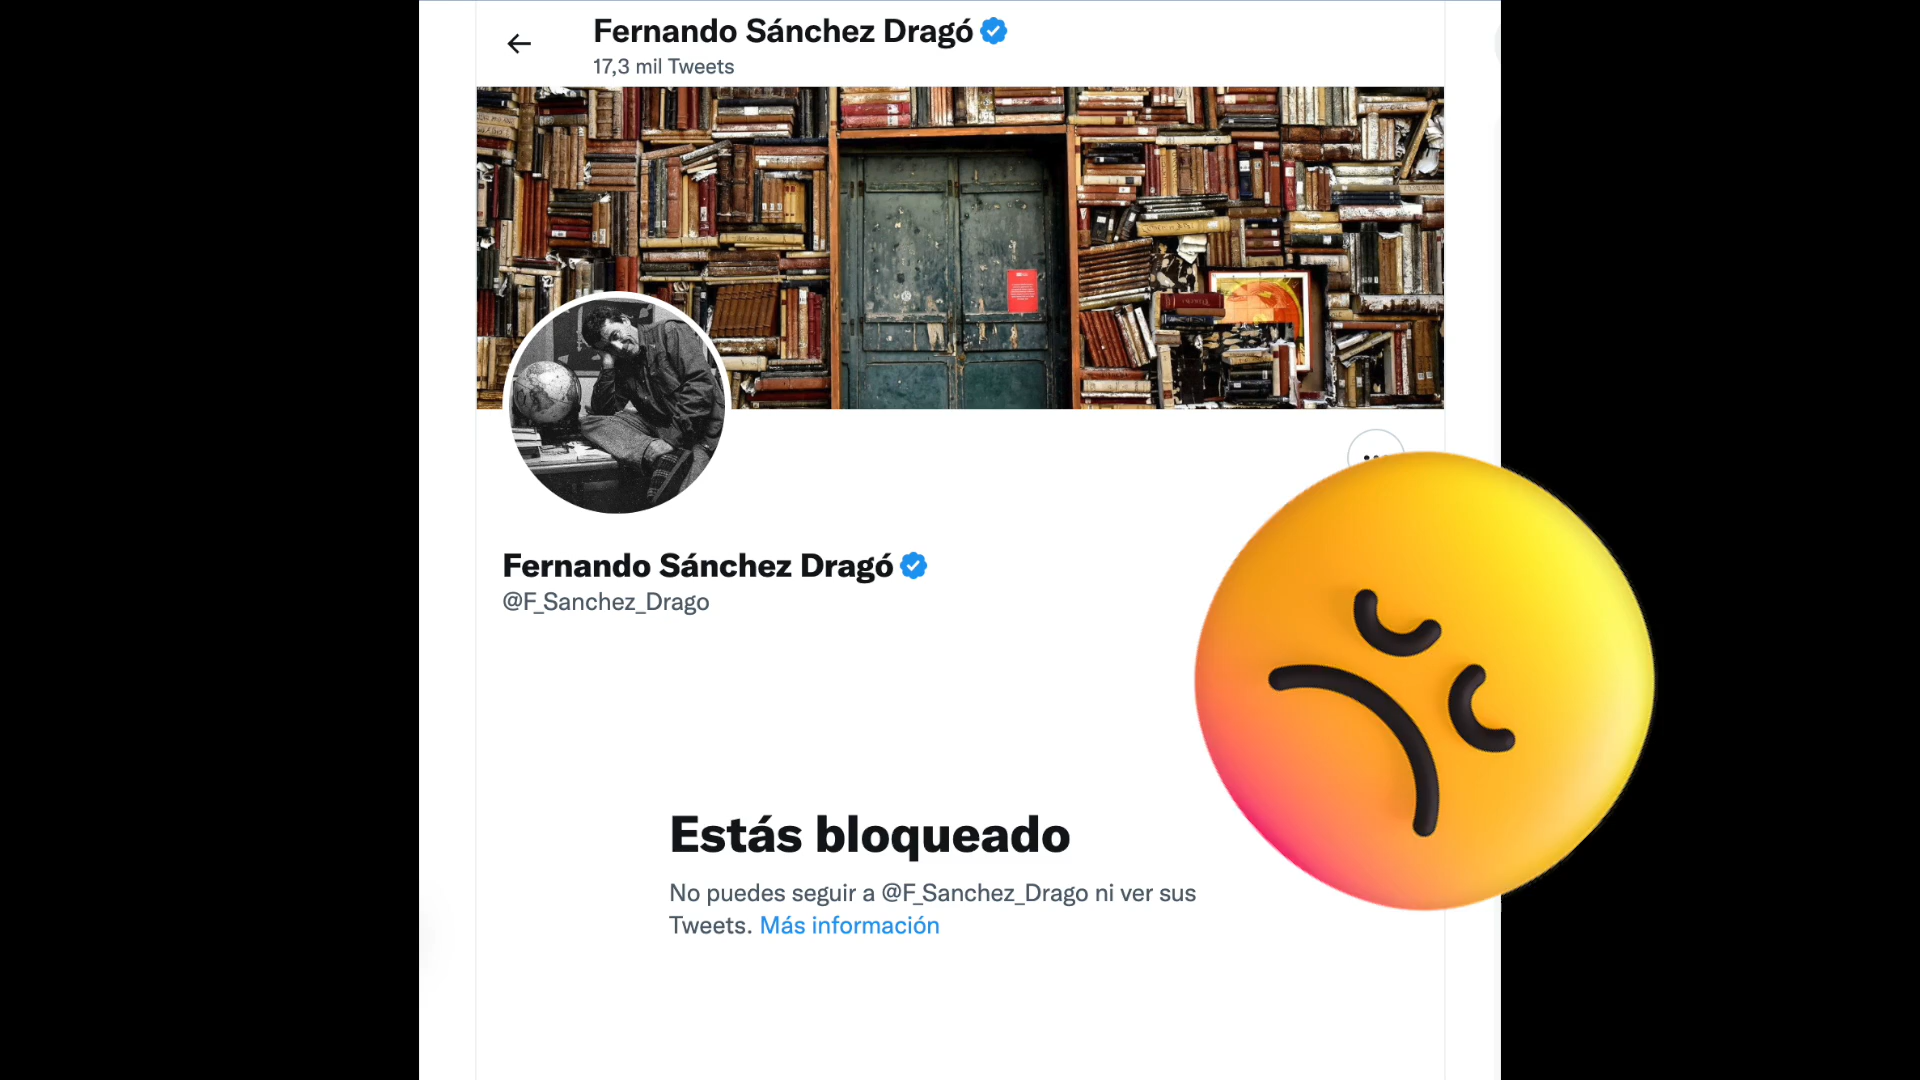 Fernando Sánchez Dragó
17,3 mil Tweets
Fernando Sánchez Dragó
@F_Sanchez_Drago
Estás bloqueado
No puedes seguir a @F_Sanchez_Drago ni ver sus
Tweets. Más información